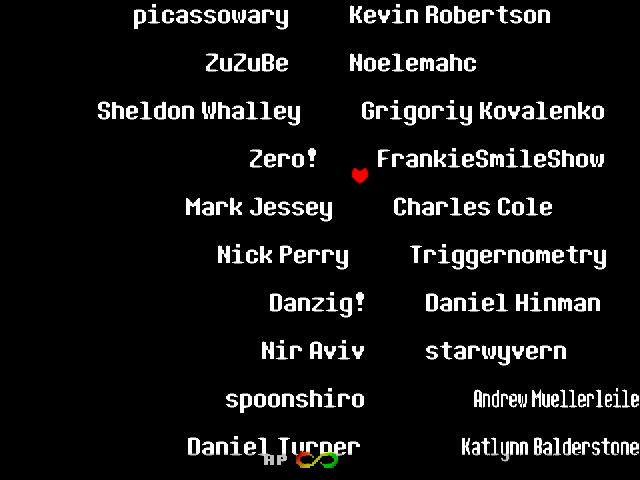 picassowary Kevin Robertson
ZuZuBe Noelemahc
Sheldon Whalley Grigoriy Kovalenko
Zero! FrankieSmileShow
Mark Jessey Charles Cole
Nick Perry Triggernometry
Danzig! Daniel Hinman
Nir Aviv starwyvern
spoonshiro Andrew Muellerleile
Daniel Turner Katlynn Balderstone
HP